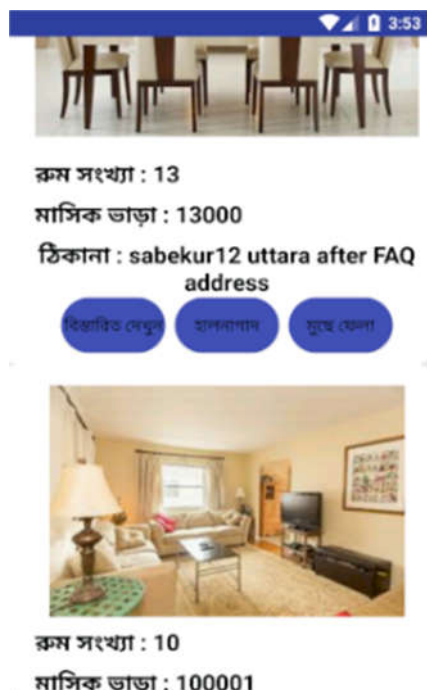 3:53
রুম সংখ্যা : 13
মাসিক ভাড়া : 13000
ঠিকানা : sabekur12 uttara after FAQ
address
বিস্তারিত দেখুন হালনাগাদ মুছে ফেলা
রুম সংখ্যা : 10
মাসিক ভাড়া : 100001